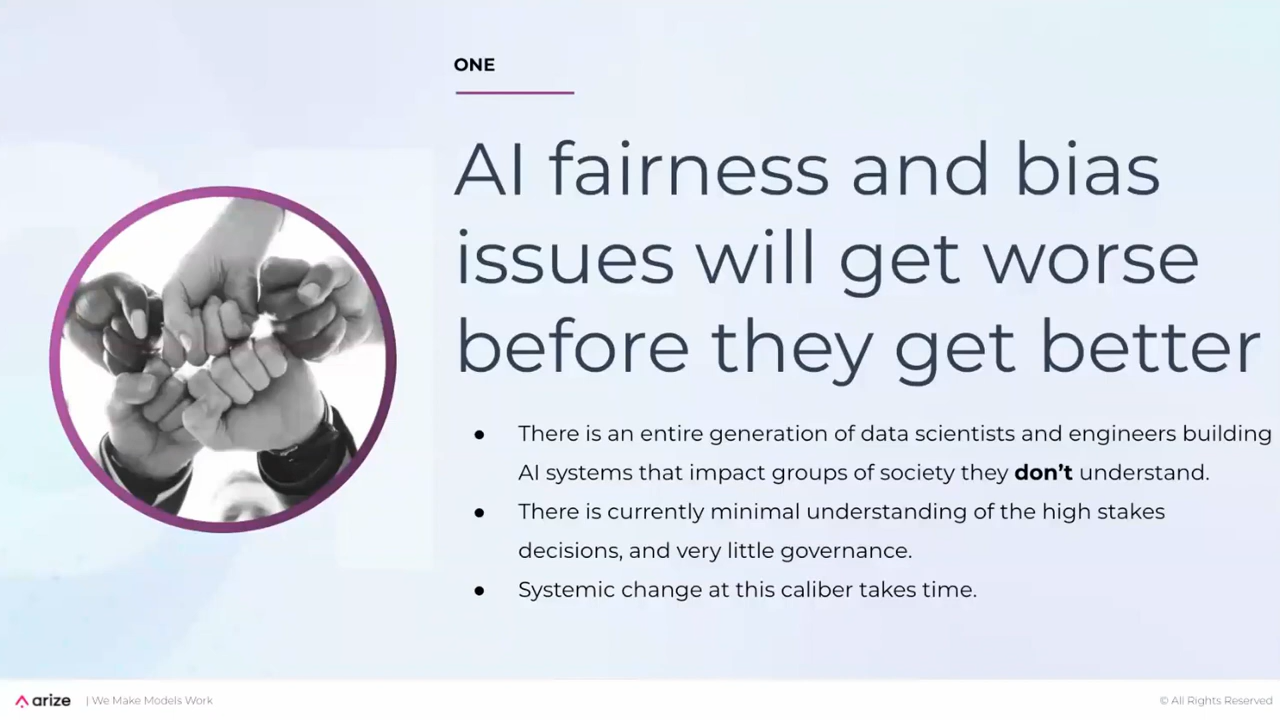 ONE
AI fairness and bias
issues will get worse
before they get better
● There is an entire generation of data scientists and engineers building
AI systems that impact groups of society they don’t understand.
● There is currently minimal understanding of the high stakes
decisions, and very little governance.
● Systemic change at this caliber takes time.
arize | We Make Models Work
© All Rights Reserved